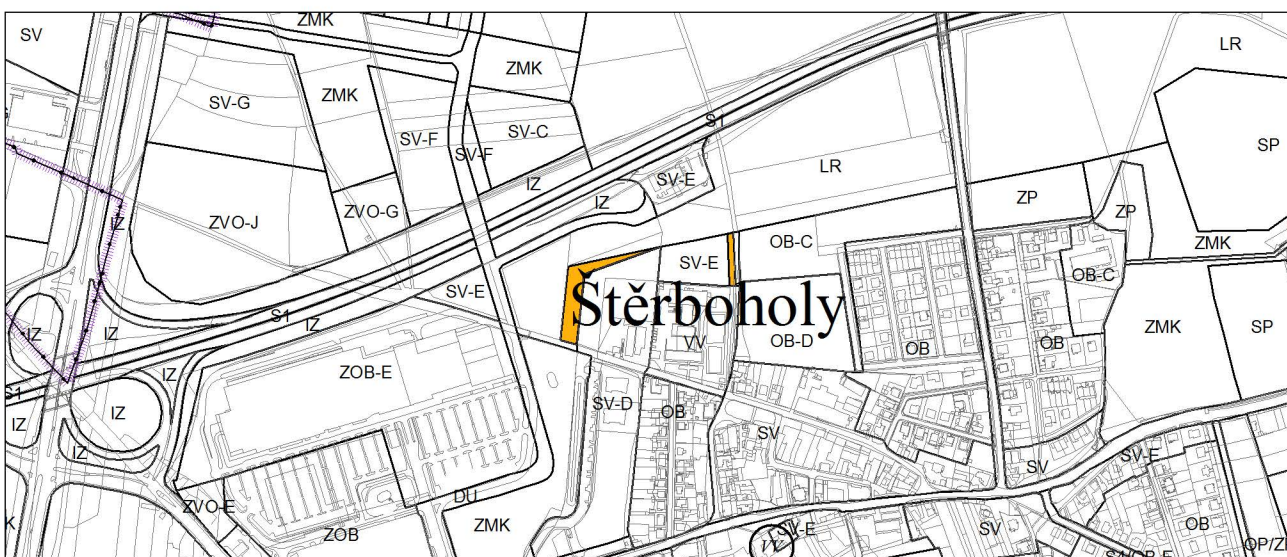 ZMK
SV
LR
ZMK
SV-G
ZMK
SV-C
SV-F
SV-F
S1
SP
LR
SV-E
IZ
ZVO-G
IZ
ZP
ZP
ZVO-J
IZ
OB-C
ZMK
SV-E
OB-C
SV-E
Štěrboholy
S1
IZ
IZ
IZ
ZMK
SP
VV
OB-D
OB
OB
IZ
ZOB-E
S1
SV-D
OB
IZ
IZ
SV
IZ
SV-E
SV
DU
ZVO-E
ZMK
SV-E
SV
OB
ZOB
VV